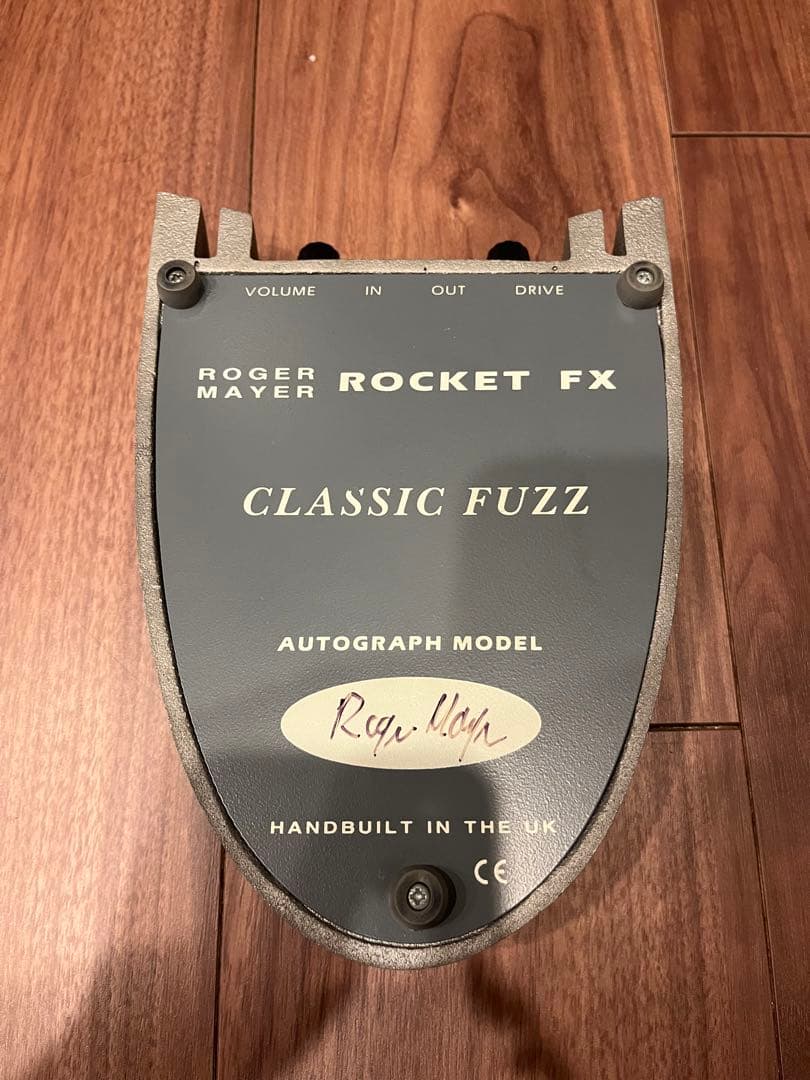 VOLUME IN OUT DRIVE
ROGER MAYER ROCKET FX
CLASSIC FUZZ
AUTOGRAPH MODEL
Roger Mayer
HANDBUILT IN THE UK
CE